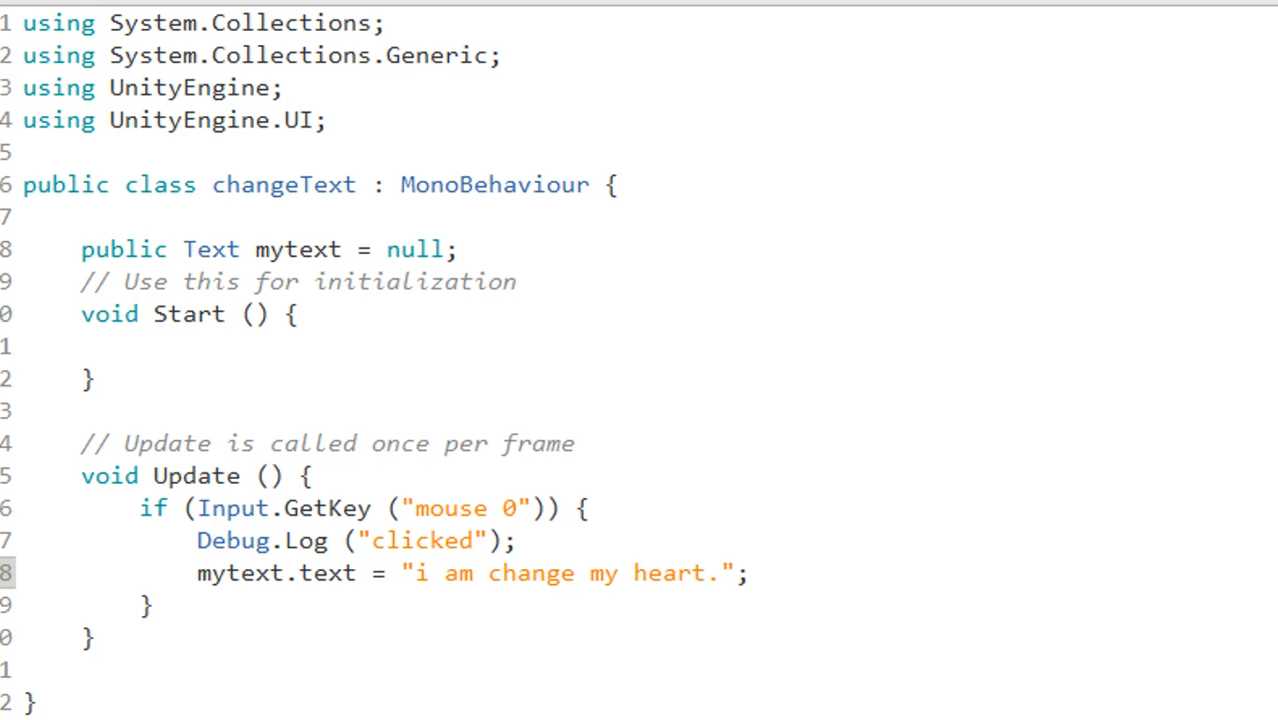 1 using System.Collections;
2 using System.Collections.Generic;
3 using UnityEngine;
4 using UnityEngine.UI;
5
6 public class changeText : MonoBehaviour {
7
8 public Text mytext = null;
9 // Use this for initialization
0 void Start () {
1
2 }
3
4 // Update is called once per frame
5 void Update () {
6 if (Input.GetKey ("mouse 0")) {
7 Debug.Log ("clicked");
8 mytext.text = "i am change my heart.";
9 }
0 }
1
2 }